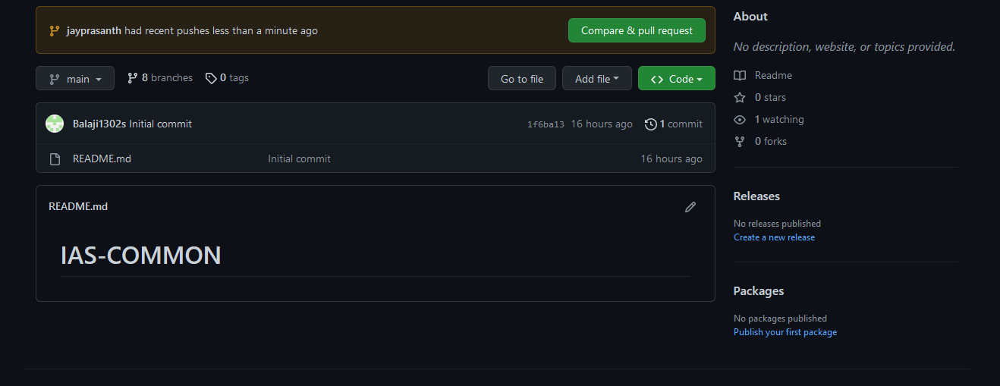 jayprasanth had recent pushes less than a minute ago
Compare & pull request
main
8 branches
0 tags
Go to file
Add file
Code
Balaji1302s Initial commit
1f6ba13 16 hours ago
1 commit
README.md
Initial commit
16 hours ago
README.md
IAS-COMMON
About
No description, website, or topics provided.
Readme
0 stars
1 watching
0 forks
Releases
No releases published
Create a new release
Packages
No packages published
Publish your first package